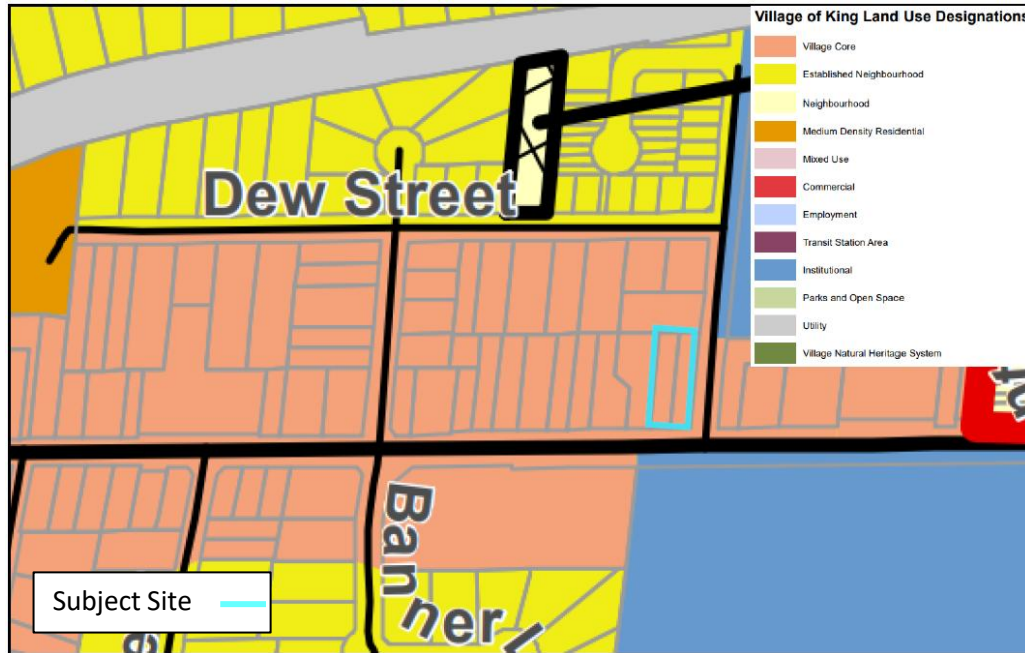 Village of King Land Use Designations
Village Core
Established Neighbourhood
Neighbourhood
Medium Density Residential
Mixed Use
Commercial
Employment
Transit Station Area
Institutional
Parks and Open Space
Utility
Village Natural Heritage System
Dew Street
Banner L
Subject Site
e